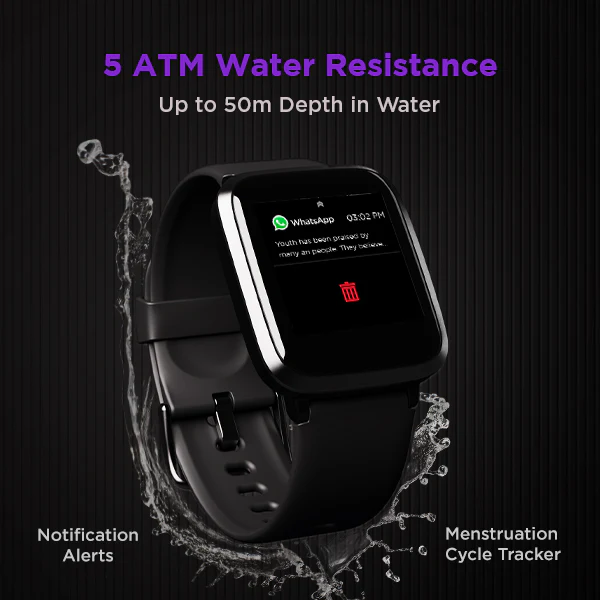 5 ATM Water Resistance
Up to 50m Depth in Water
WhatsApp 03:02 PM
Youth has been praised by
many an people. They believe...
Notification
Alerts
Menstruation
Cycle Tracker